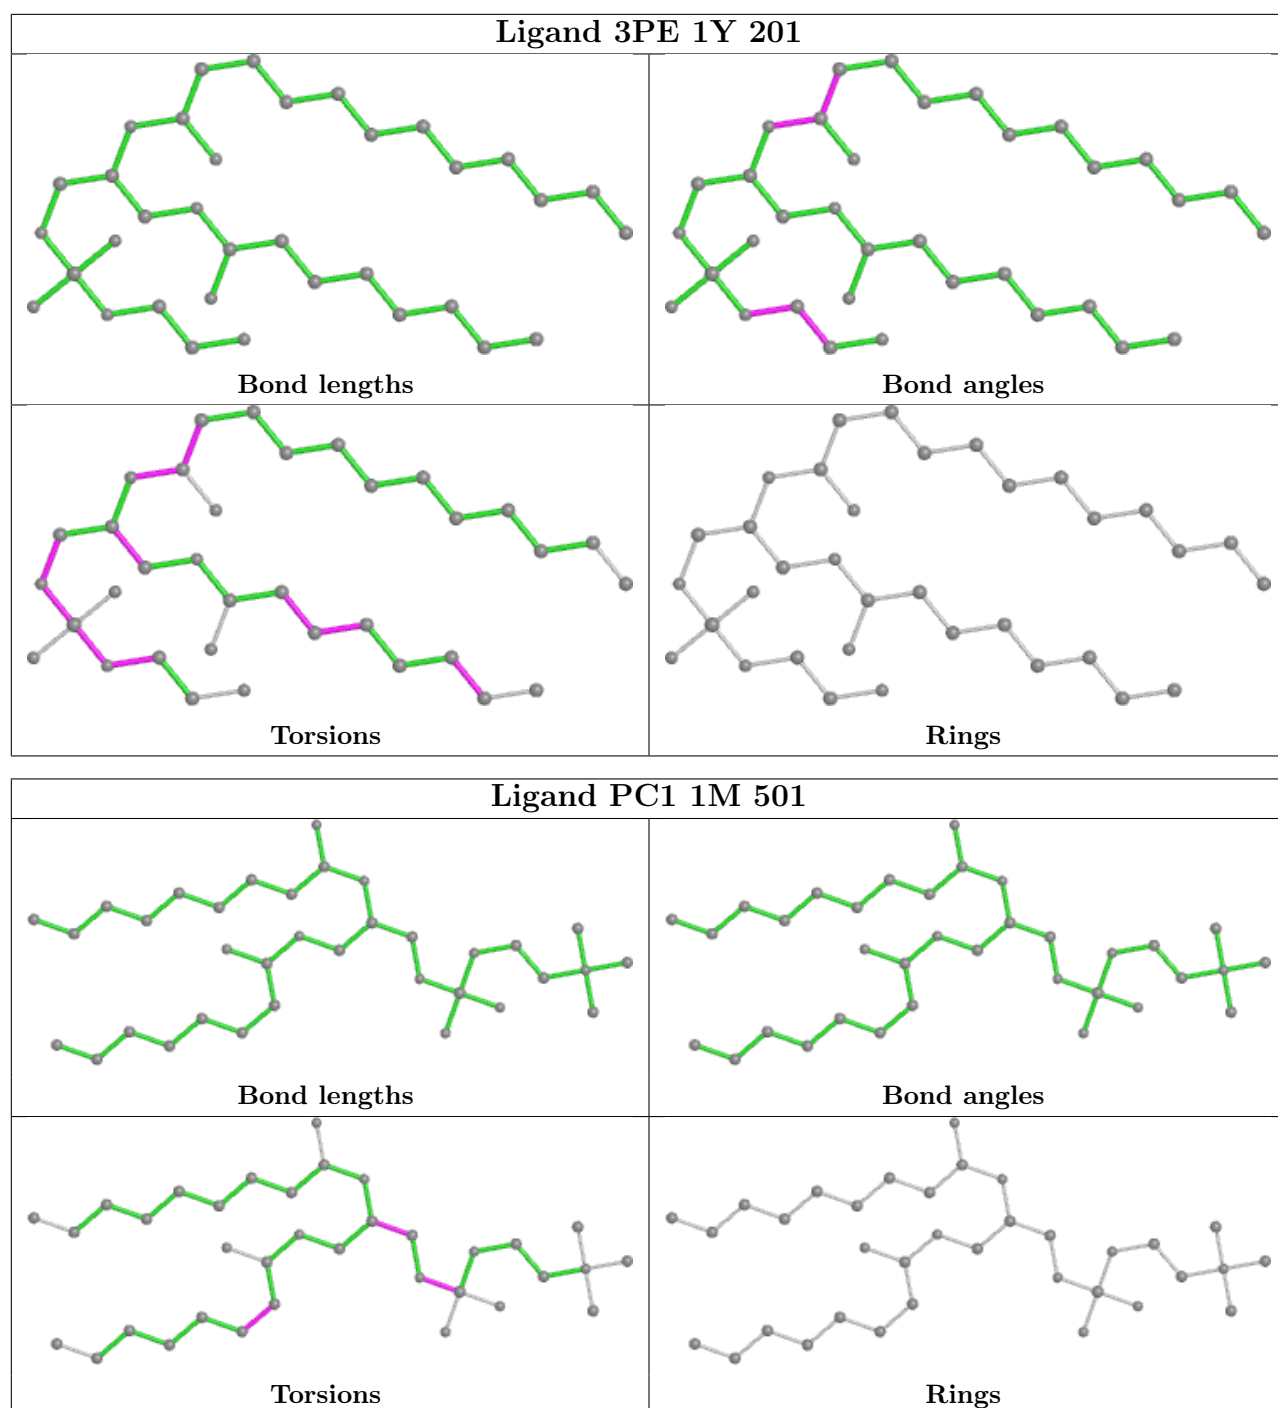 Ligand 3PE 1Y 201
Bond lengths
Bond angles
Torsions
Rings
Ligand PC1 1M 501
Bond lengths
Bond angles
Torsions
Rings